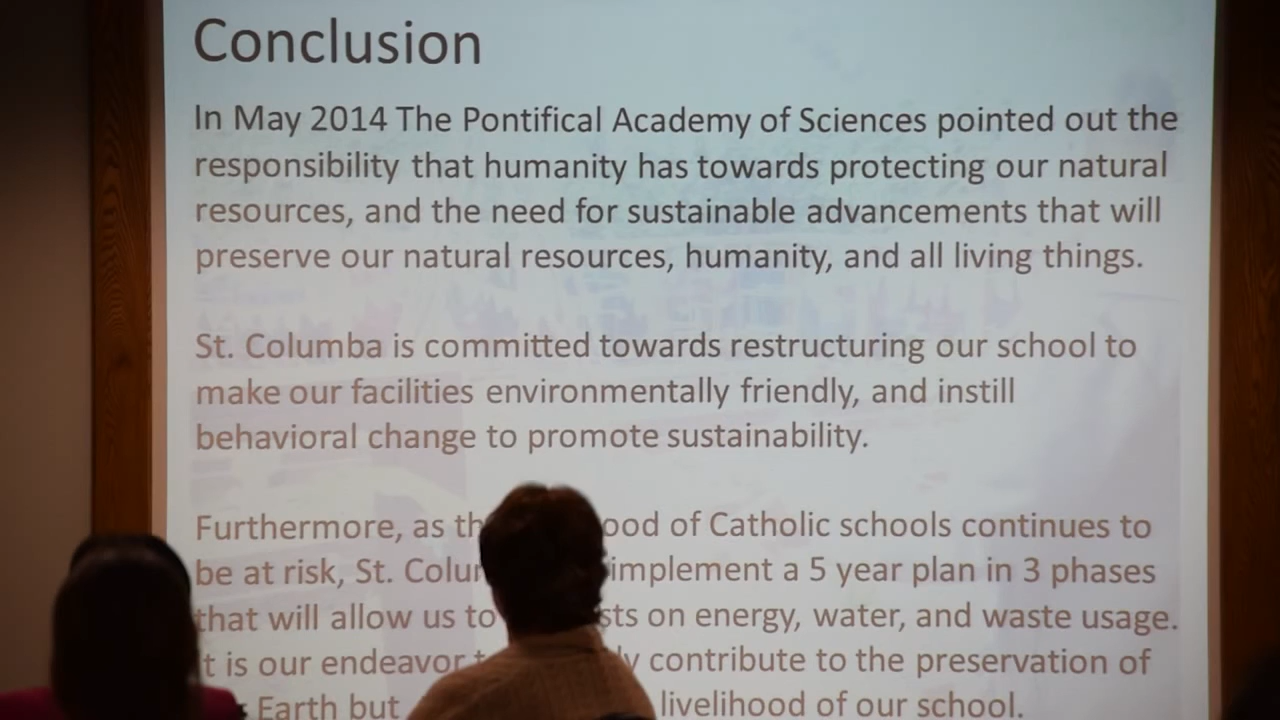 Conclusion
In May 2014 The Pontifical Academy of Sciences pointed out the
responsibility that humanity has towards protecting our natural
resources, and the need for sustainable advancements that will
preserve our natural resources, humanity, and all living things.
St. Columba is committed towards restructuring our school to
make our facilities environmentally friendly, and instill
behavioral change to promote sustainability.
Furthermore, as of Catholic schools continues to
be at risk, St. implement a 5 year plan in 3 phases
that will allow us to on energy, water, and waste usage.
is our endeavor contribute to the preservation of
Earth but livelihood of our school.